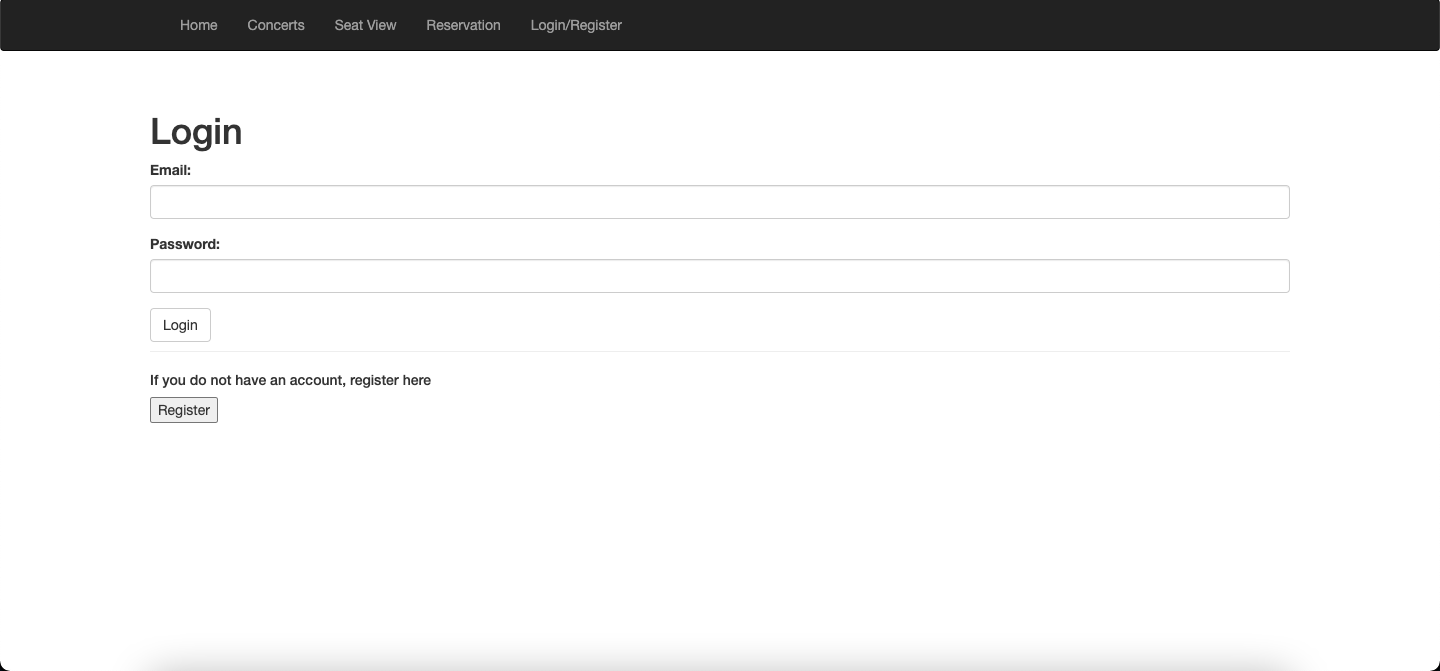 Home Concerts Seat View Reservation Login/Register
Login
Email:
Password:
Login
If you do not have an account, register here
Register